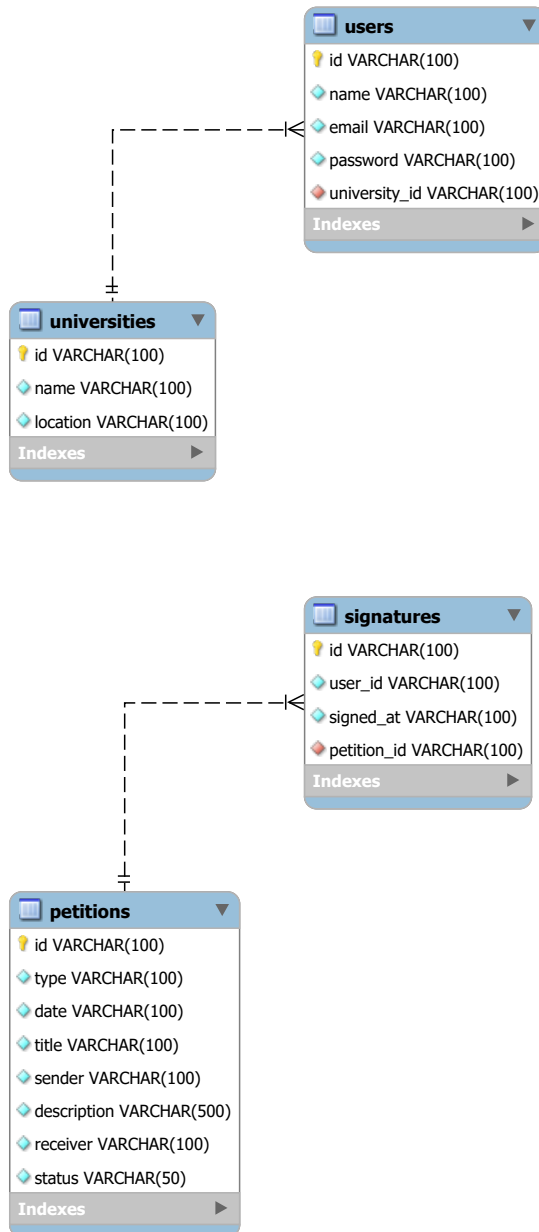 users
id VARCHAR(100)
name VARCHAR(100)
email VARCHAR(100)
password VARCHAR(100)
university_id VARCHAR(100)
Indexes
universities
id VARCHAR(100)
name VARCHAR(100)
location VARCHAR(100)
Indexes
signatures
id VARCHAR(100)
user_id VARCHAR(100)
signed_at VARCHAR(100)
petition_id VARCHAR(100)
Indexes
petitions
id VARCHAR(100)
type VARCHAR(100)
date VARCHAR(100)
title VARCHAR(100)
sender VARCHAR(100)
description VARCHAR(500)
receiver VARCHAR(100)
status VARCHAR(50)
Indexes